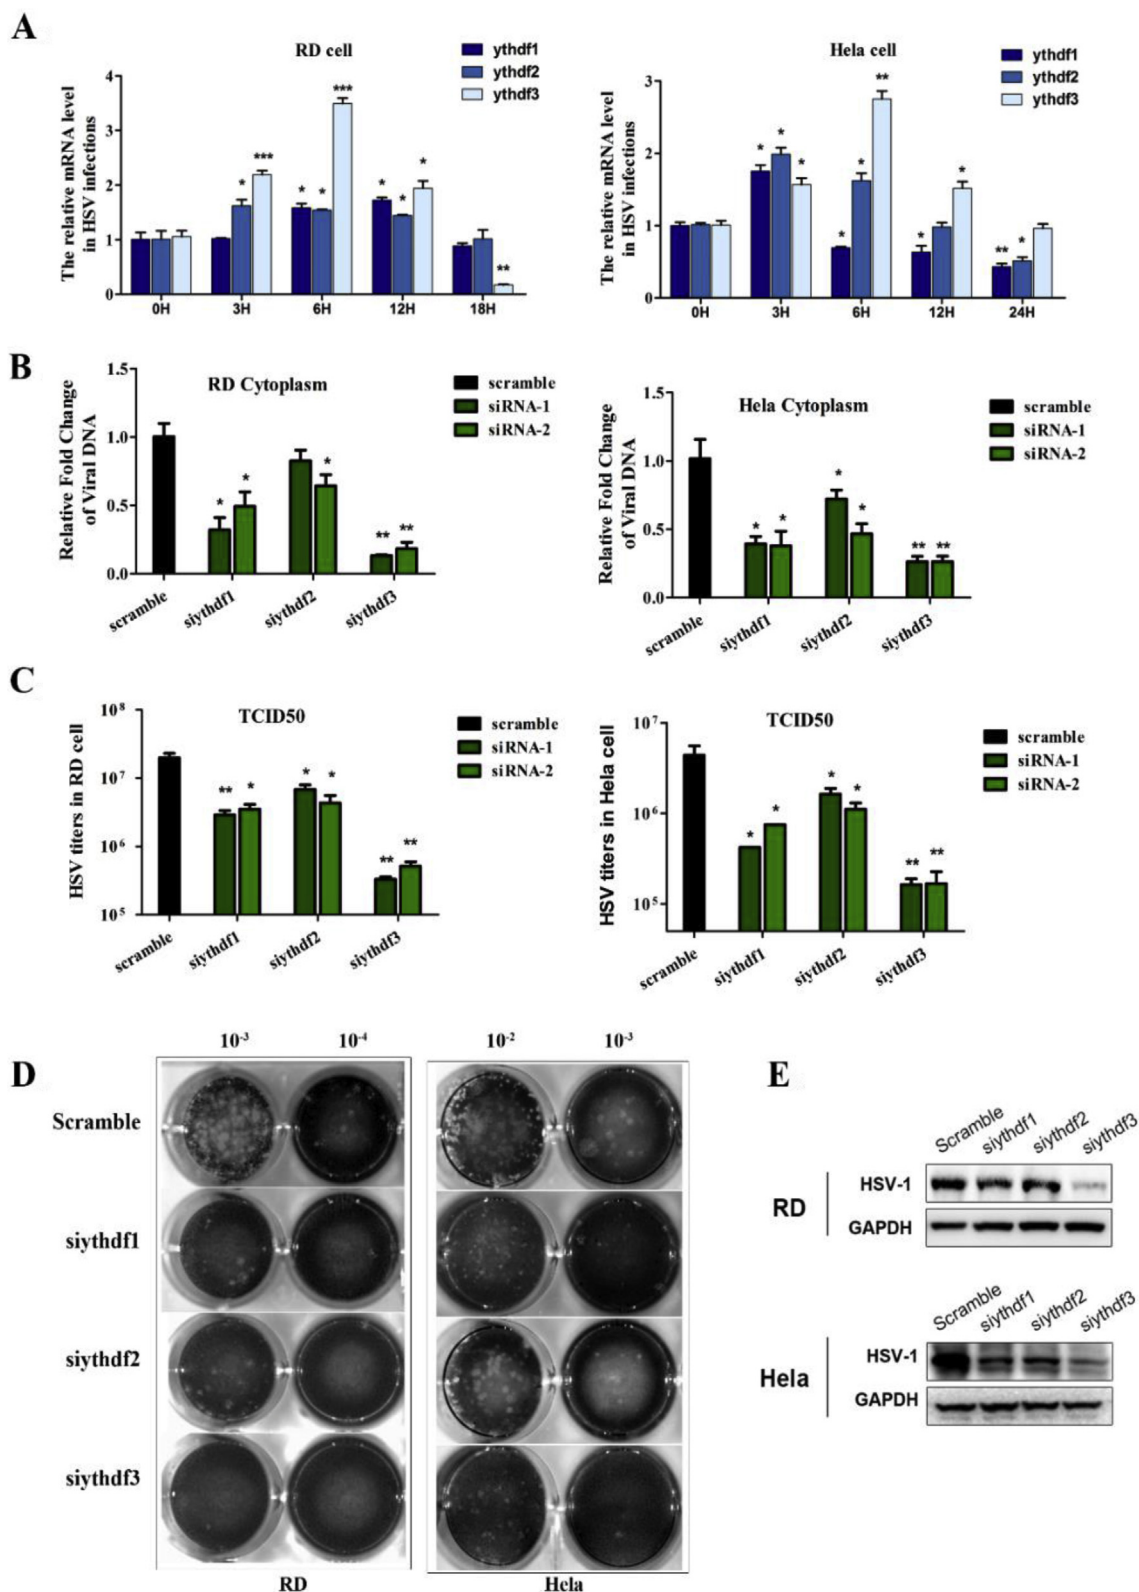 A
RD cell
ythdf1
ythdf2
ythdf3
The relative mRNA level
in HSV infections
4
3
2
1
0
***
*
***
*
*
*
*
*
**
0H 3H 6H 12H 18H
Hela cell
ythdf1
ythdf2
ythdf3
The relative mRNA level
in HSV infections
3
2
1
0
*
*
*
*
*
**
*
*
**
*
0H 3H 6H 12H 24H
B
RD Cytoplasm
scramble
siRNA-1
siRNA-2
Relative Fold Change
of Viral DNA
1.5
1.0
0.5
0.0
*
*
*
**
**
scramble siythdf1 siythdf2 siythdf3
Hela Cytoplasm
scramble
siRNA-1
siRNA-2
Relative Fold Change
of Viral DNA
1.5
1.0
0.5
0.0
*
*
*
*
**
**
scramble siythdf1 siythdf2 siythdf3
C
TCID50
scramble
siRNA-1
siRNA-2
HSV titers in RD cell
10⁸
10⁷
10⁶
10⁵
**
*
*
*
**
**
scramble siythdf1 siythdf2 siythdf3
TCID50
scramble
siRNA-1
siRNA-2
HSV titers in Hela cell
10⁷
10⁶
10⁵
*
*
*
*
**
**
scramble siythdf1 siythdf2 siythdf3
D
10⁻³ 10⁻⁴ 10⁻² 10⁻³
Scramble
siythdf1
siythdf2
siythdf3
RD Hela
E
Scramble siythdf1 siythdf2 siythdf3
RD
HSV-1
GAPDH
Scramble siythdf1 siythdf2 siythdf3
Hela
HSV-1
GAPDH